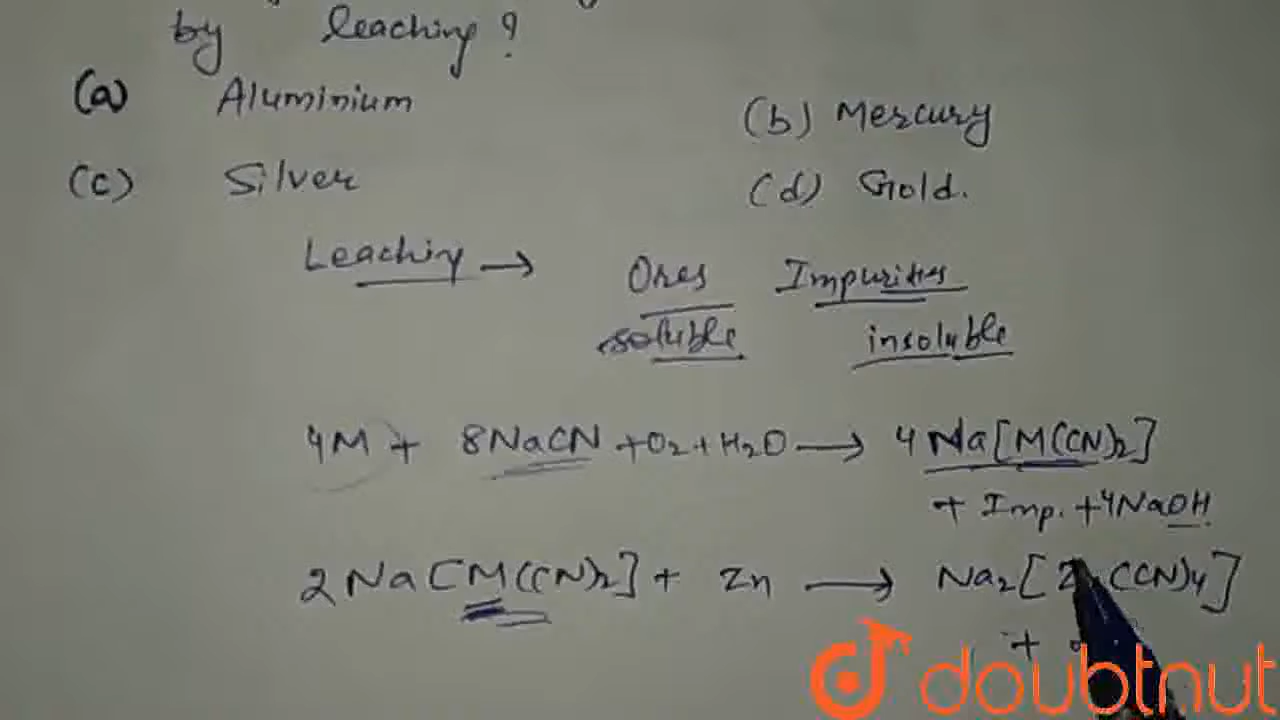 by leaching?
(a) Aluminium (b) Mercury
(c) Silver (d) Gold.
Leaching → Ores Impurities
soluble insoluble
4M + 8NaCN + O2 + H2O → 4Na[M(CN)2]
+ Imp. + 4NaOH
2Na[M(CN)2] + Zn → Na2[Zn(CN)4]
+
doubtnut